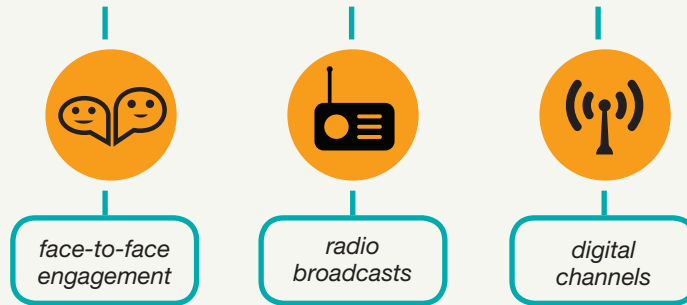 face-to-face
engagement
radio
broadcasts
digital
channels